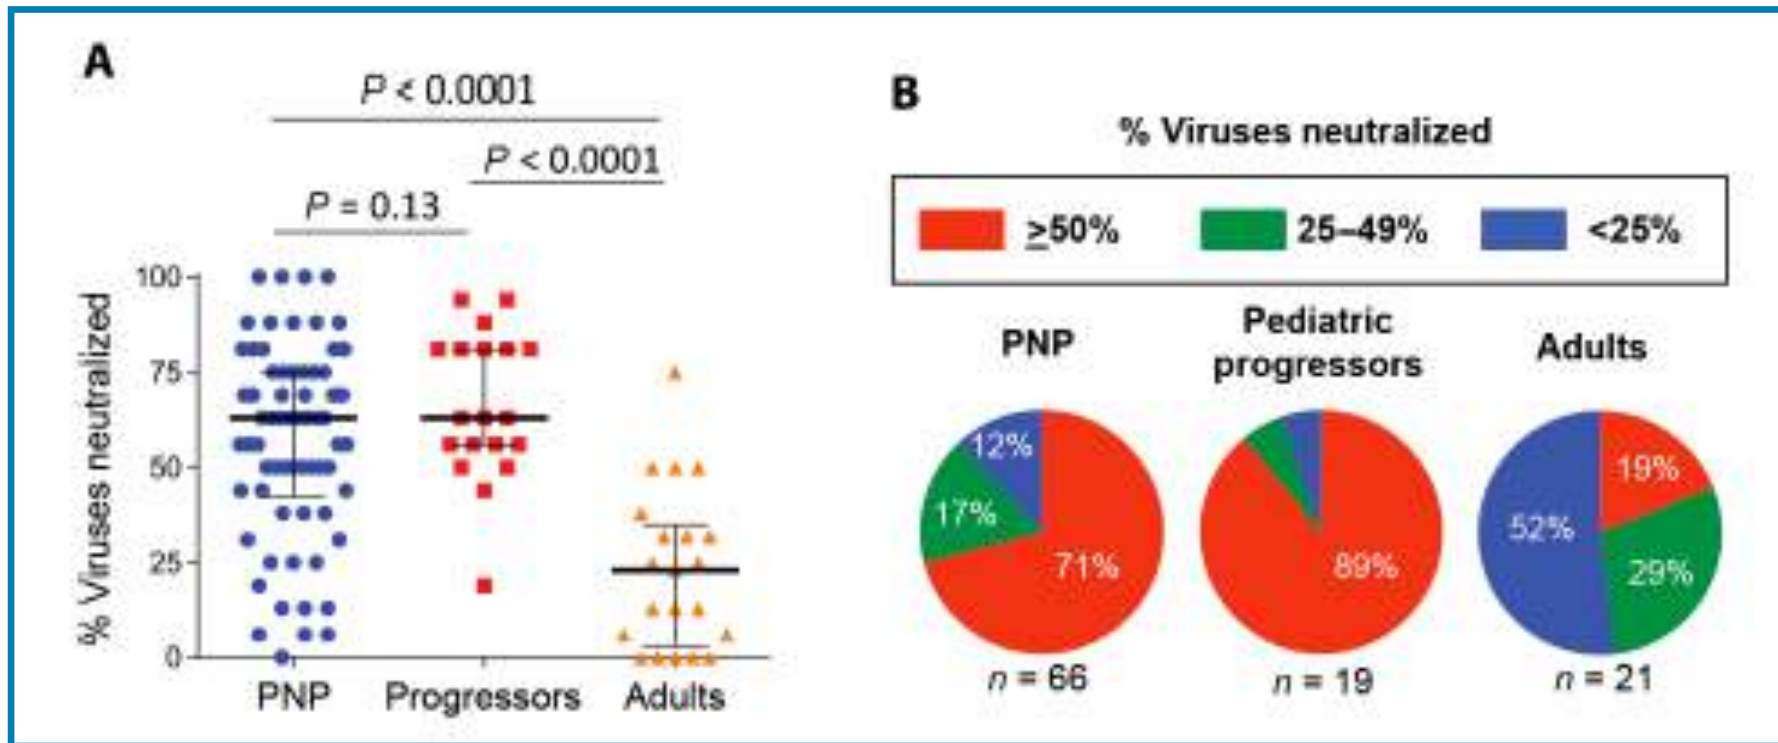 A
P < 0.0001
P < 0.0001
P = 0.13
% Viruses neutralized
100
75
50
25
0
PNP
Progressors
Adults
B
% Viruses neutralized
≥50%
25–49%
<25%
PNP
Pediatric
progressors
Adults
12%
17%
71%
89%
19%
52%
29%
n = 66
n = 19
n = 21